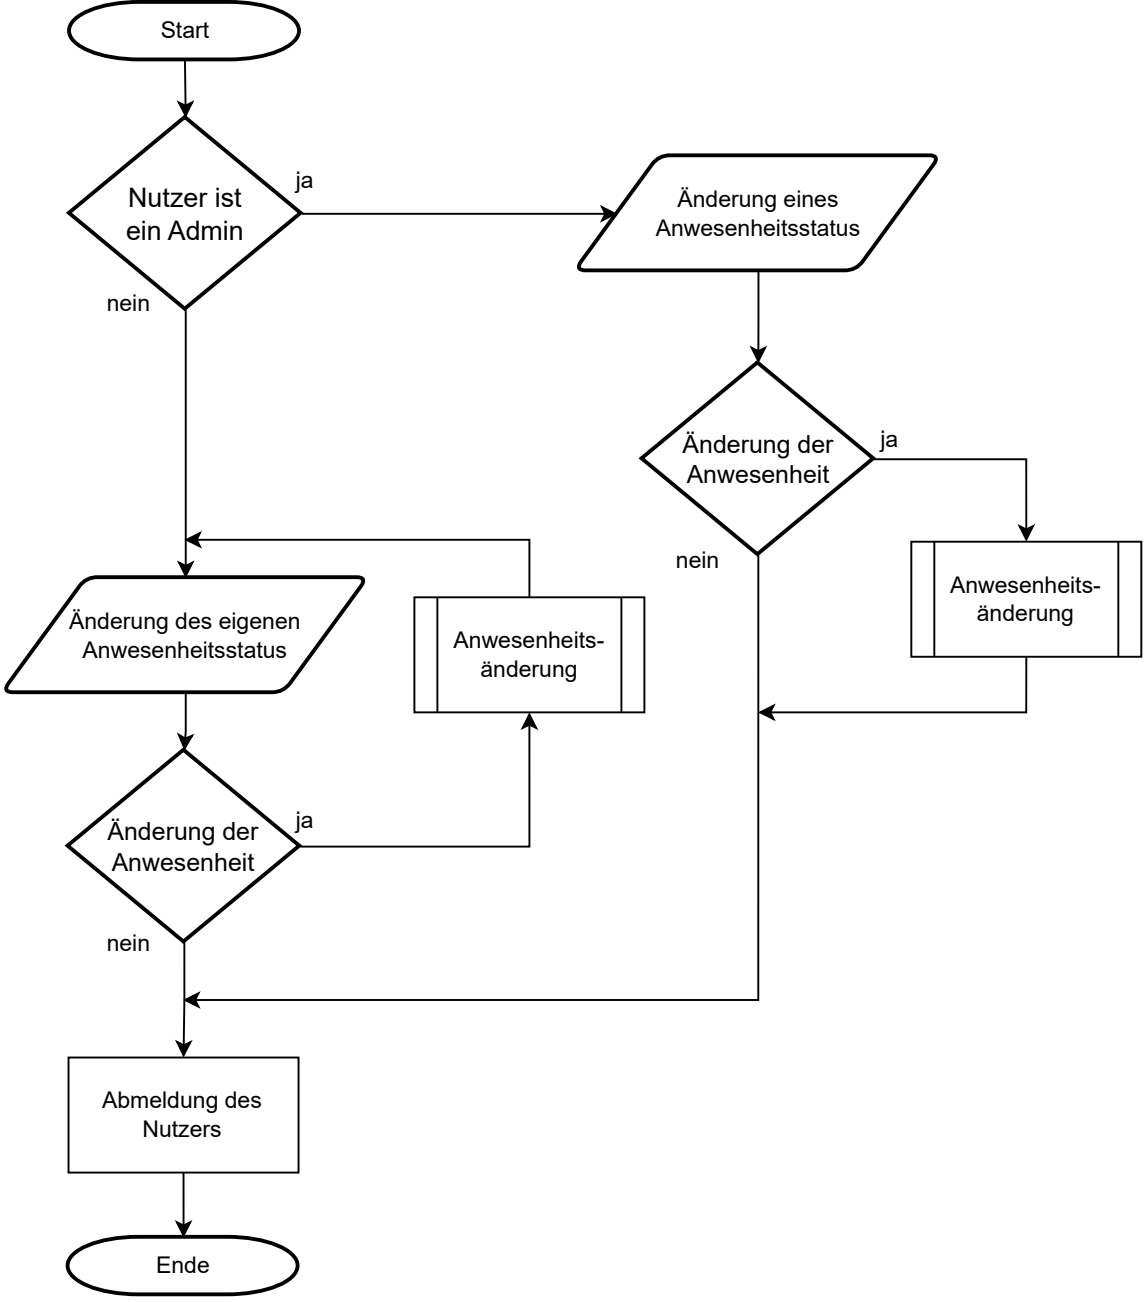 Start
Nutzer ist
ein Admin
ja
nein
Änderung eines
Anwesenheitsstatus
Änderung der
Anwesenheit
ja
nein
Anwesenheits-
änderung
Änderung des eigenen
Anwesenheitsstatus
Anwesenheits-
änderung
Änderung der
Anwesenheit
ja
nein
Abmeldung des
Nutzers
Ende